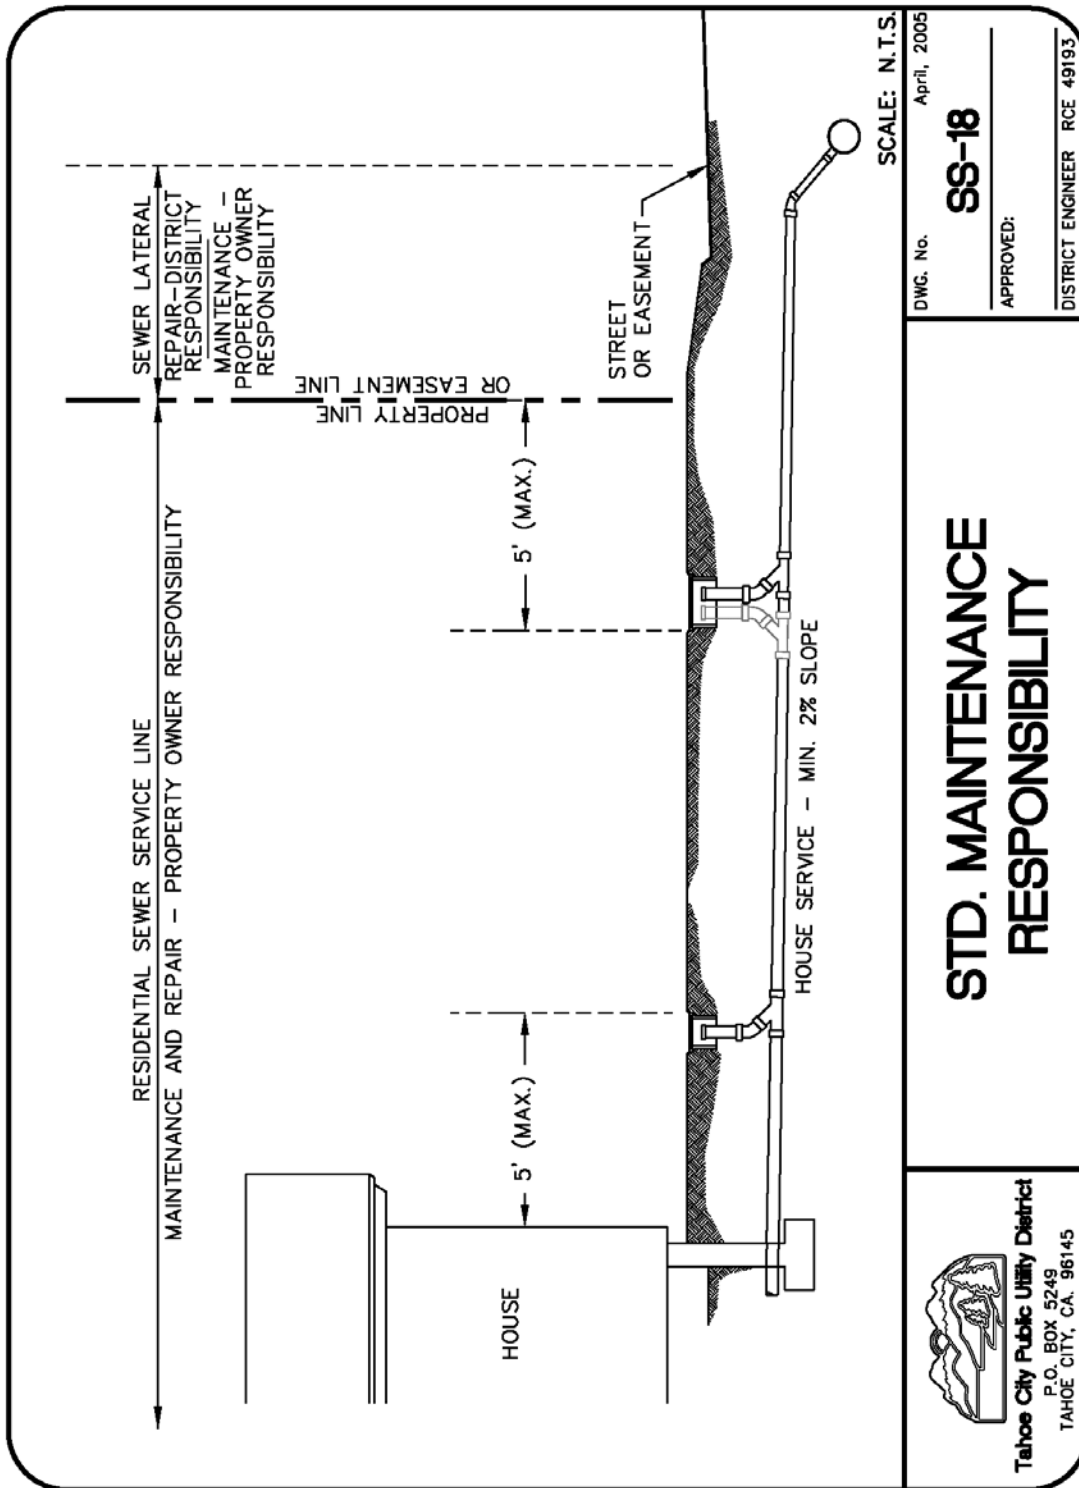 RESIDENTIAL SEWER SERVICE LINE
MAINTENANCE AND REPAIR - PROPERTY OWNER RESPONSIBILITY
SEWER LATERAL
REPAIR-DISTRICT
RESPONSIBILITY
MAINTENANCE -
PROPERTY OWNER
RESPONSIBILITY
PROPERTY LINE
OR EASEMENT LINE
HOUSE
5' (MAX.)
5' (MAX.)
STREET
OR EASEMENT
HOUSE SERVICE - MIN. 2% SLOPE
SCALE: N.T.S.
Tahoe City Public Utility District
P.O. BOX 5249
TAHOE CITY, CA. 96145
STD. MAINTENANCE
RESPONSIBILITY
DWG. No. April, 2005
SS-18
APPROVED:
DISTRICT ENGINEER RCE 49193